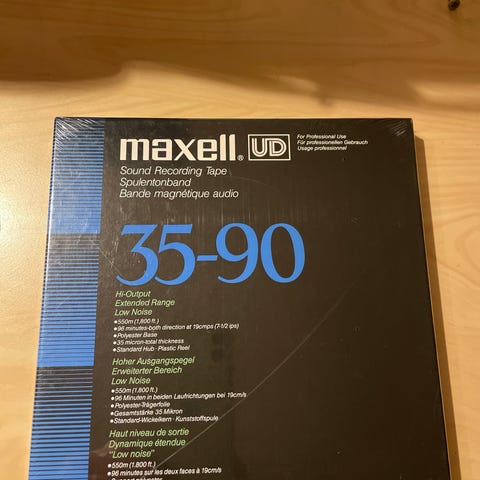 maxell® UD
For Professional Use
Für professionellen Gebrauch
Usage professionnel
Sound Recording Tape
Spulentonband
Bande magnétique audio
35-90
Hi-Output
Extended Range
Low Noise
●550m (1,800 ft.)
●96 minutes-both direction at 19cmps (7-1/2 ips)
●Polyester Base
●35 micron-total thickness
●Standard Hub·Plastic Reel
Hoher Ausgangspegel
Erweiterter Bereich
Low Noise
●550m (1.800 ft.)
●96 Minuten in beiden Laufrichtungen bei 19cm/s
●Polyester-Trägerfolie
●Gesamtstärke 35 Mikron
●Standard-Wickelkern·Kunststoffspule
Haut niveau de sortie
Dynamique étendue
"Low noise"
●550m (1.800 ft.)
●96 minutes sur les deux faces à 19cm/s